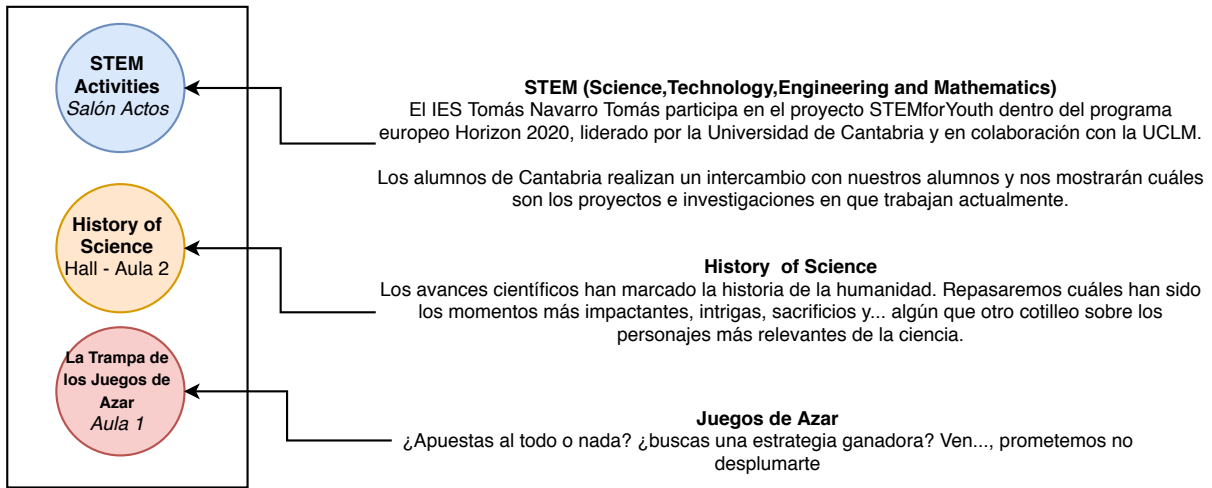 STEM
Activities
Salón Actos
STEM (Science,Technology,Engineering and Mathematics)
El IES Tomás Navarro Tomás participa en el proyecto STEMforYouth dentro del programa
europeo Horizon 2020, liderado por la Universidad de Cantabria y en colaboración con la UCLM.
Los alumnos de Cantabria realizan un intercambio con nuestros alumnos y nos mostrarán cuáles
son los proyectos e investigaciones en que trabajan actualmente.
History of
Science
Hall - Aula 2
History of Science
Los avances científicos han marcado la historia de la humanidad. Repasaremos cuáles han sido
los momentos más impactantes, intrigas, sacrificios y... algún que otro cotilleo sobre los
personajes más relevantes de la ciencia.
La Trampa de
los Juegos de
Azar
Aula 1
Juegos de Azar
¿Apuestas al todo o nada? ¿buscas una estrategia ganadora? Ven..., prometemos no
desplumarte